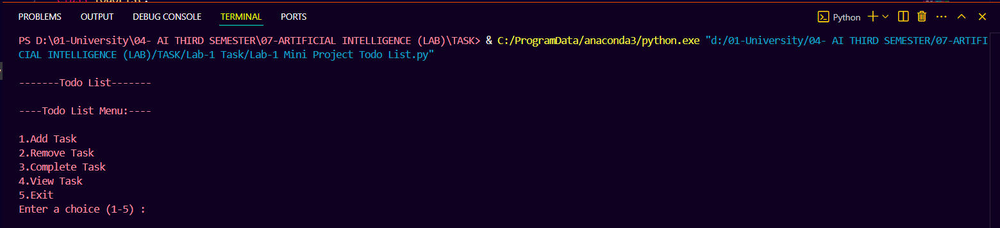 PROBLEMS OUTPUT DEBUG CONSOLE TERMINAL PORTS Python
PS D:\01-University\04- AI THIRD SEMESTER\07-ARTIFICIAL INTELLIGENCE (LAB)\TASK> & C:/ProgramData/anaconda3/python.exe "d:/01-University/04- AI THIRD SEMESTER/07-ARTIFI
CIAL INTELLIGENCE (LAB)/TASK/Lab-1 Task/Lab-1 Mini Project Todo List.py"
-------Todo List-------
----Todo List Menu:----
1.Add Task
2.Remove Task
3.Complete Task
4.View Task
5.Exit
Enter a choice (1-5) :